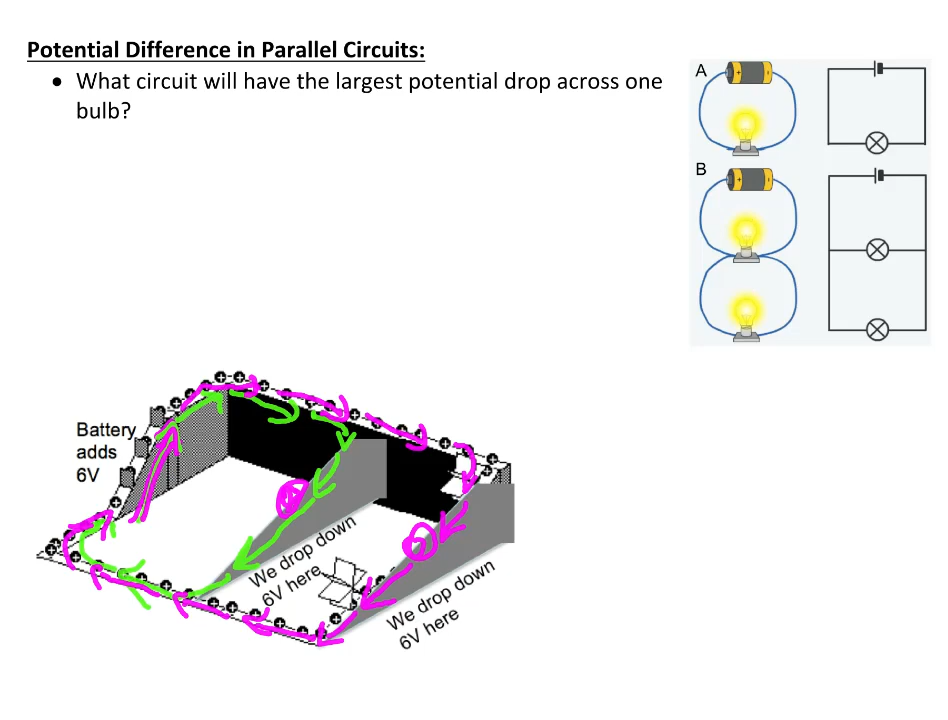 Potential Difference in Parallel Circuits:
• What circuit will have the largest potential drop across one
bulb?
A
B
Battery
adds
6V
We drop down
6V here
We drop down
6V here